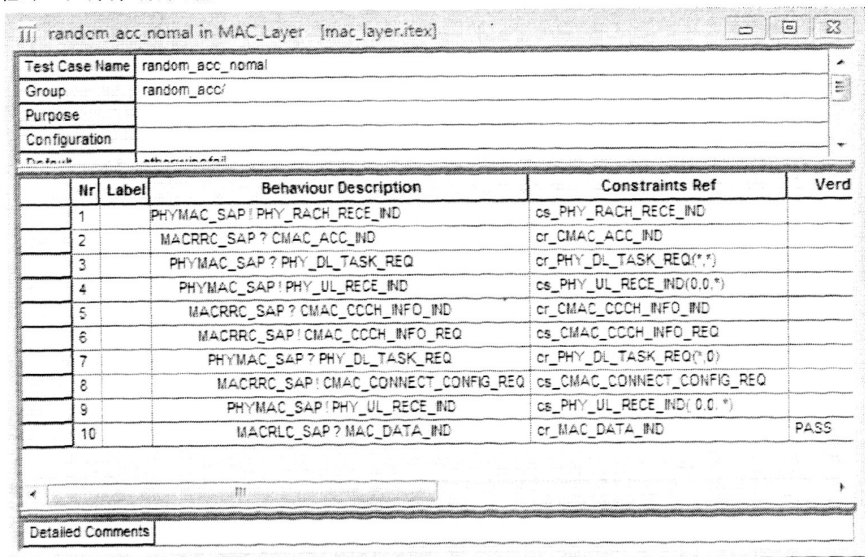 random_acc_nomal in MAC_Layer [mac_layer.itex]
Test Case Name random_acc_nomal
Group random_acc/
Purpose
Configuration
Nr Label Behaviour Description Constraints Ref Verd
1 PHYMAC_SAP ! PHY_RACH_RECE_IND cs_PHY_RACH_RECE_IND
2 MACRRC_SAP ? CMAC_ACC_IND cr_CMAC_ACC_IND
3 PHYMAC_SAP ? PHY_DL_TASK_REQ cr_PHY_DL_TASK_REQ(*,*)
4 PHYMAC_SAP ! PHY_UL_RECE_IND cs_PHY_UL_RECE_IND(0,0,*)
5 MACRRC_SAP ? CMAC_CCCH_INFO_IND cr_CMAC_CCCH_INFO_IND
6 MACRRC_SAP ! CMAC_CCCH_INFO_REQ cs_CMAC_CCCH_INFO_REQ
7 PHYMAC_SAP ? PHY_DL_TASK_REQ cr_PHY_DL_TASK_REQ(*,0)
8 MACRRC_SAP ! CMAC_CONNECT_CONFIG_REQ cs_CMAC_CONNECT_CONFIG_REQ
9 PHYMAC_SAP ! PHY_UL_RECE_IND cs_PHY_UL_RECE_IND( 0,0, *)
10 MACRLC_SAP ? MAC_DATA_IND cr_MAC_DATA_IND PASS
Detailed Comments